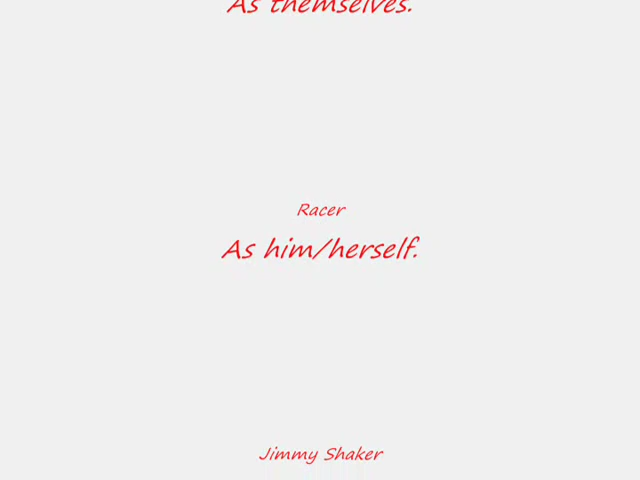 As themselves.
Racer
As him/herself.
Jimmy Shaker